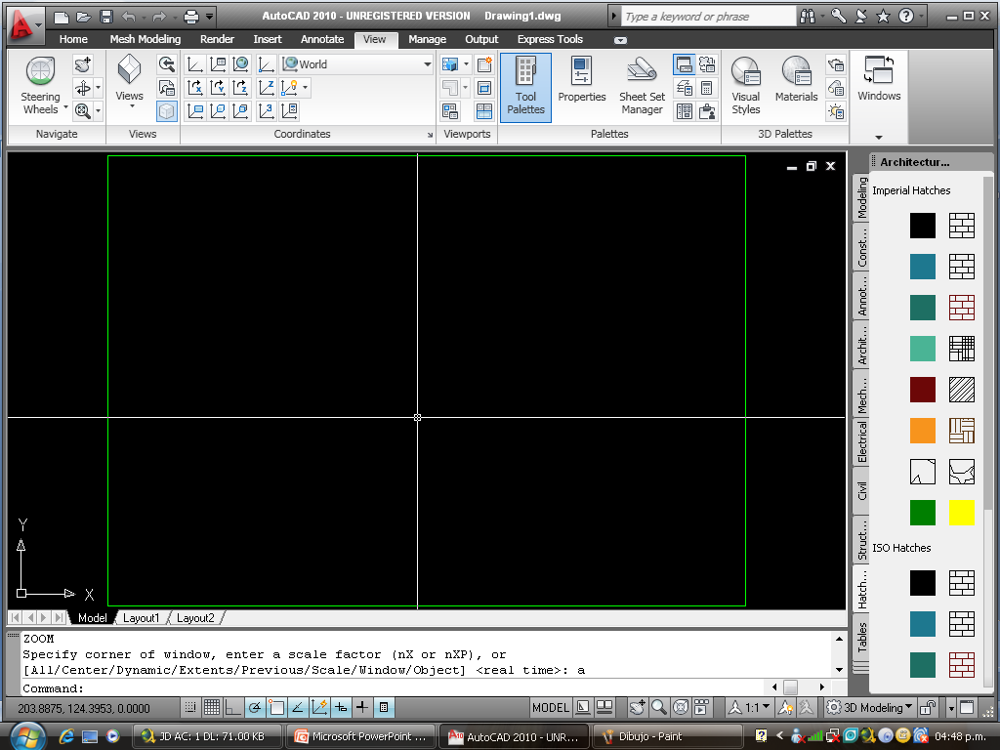 AutoCAD 2010 - UNREGISTERED VERSION Drawing1.dwg
Type a keyword or phrase
Home Mesh Modeling Render Insert Annotate View Manage Output Express Tools
Steering Wheels
Views
World
Tool Palettes
Properties
Sheet Set Manager
Visual Styles
Materials
Windows
Navigate Views Coordinates Viewports Palettes 3D Palettes
Architectur...
Imperial Hatches
ISO Hatches
Modeling
Const...
Annot...
Archit...
Mech...
Electrical
Civil
Struct...
Hatch...
Tables
Y
X
Model Layout1 Layout2
ZOOM
Specify corner of window, enter a scale factor (nX or nXP), or
[All/Center/Dynamic/Extents/Previous/Scale/Window/Object] <real time>: a
Command:
203.8875, 124.3953, 0.0000 MODEL 1:1 3D Modeling
JD AC: 1 DL: 71.00 KB Microsoft PowerPoint ... AutoCAD 2010 - UNR... Dibujo - Paint 04:48 p.m.